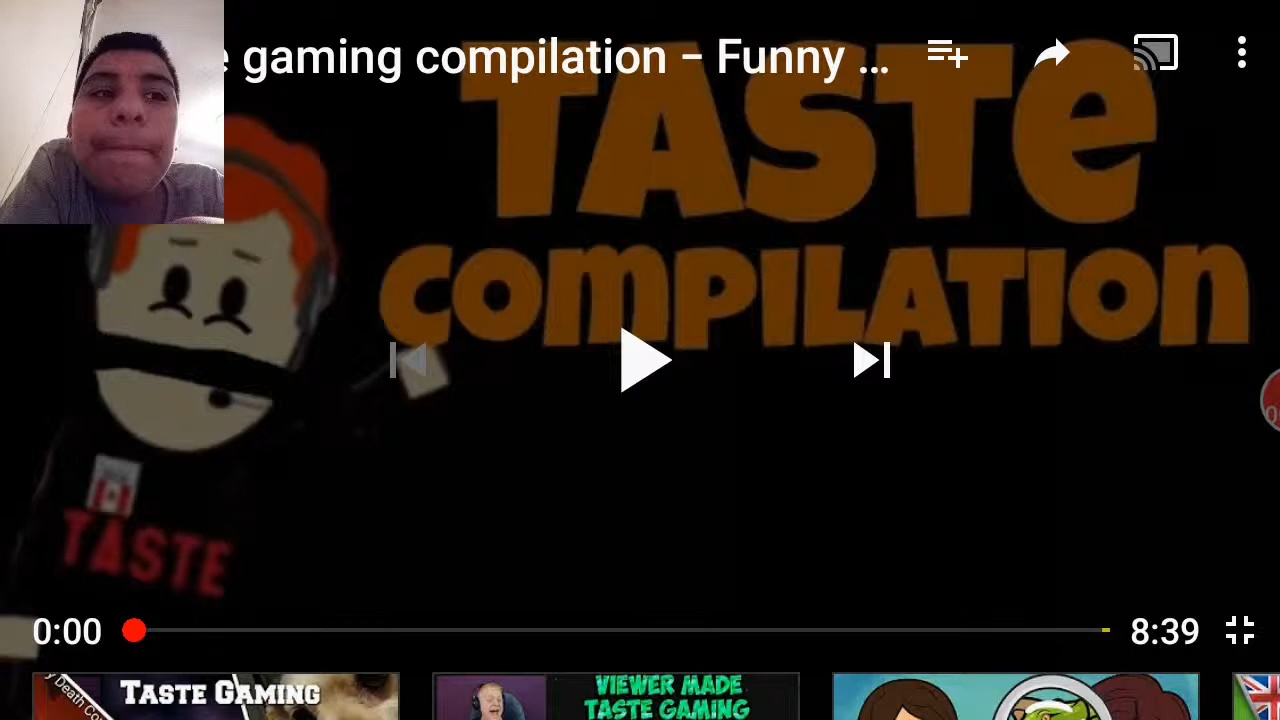 e gaming compilation – Funny ...
TASTe
compilation
TASTE
0:00
8:39
TASTE GAMING
VIEWER MADE
TASTE GAMING